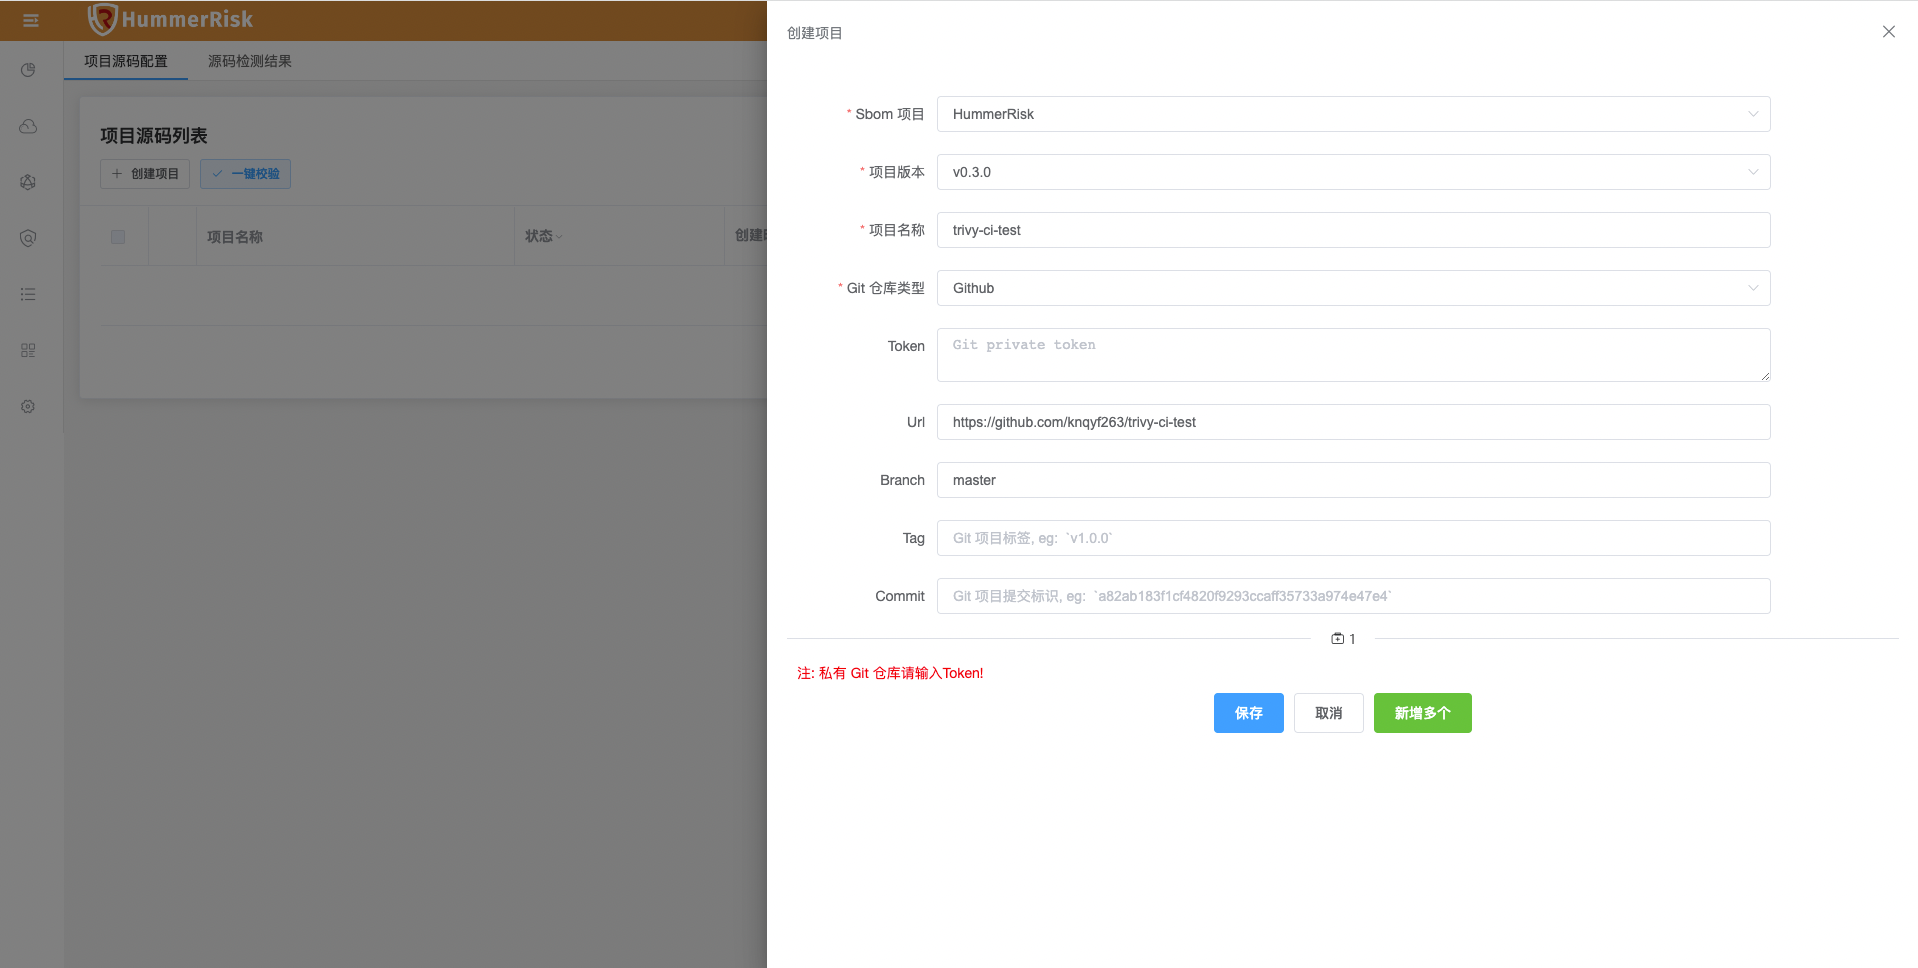 HummerRisk
项目源码配置
源码检测结果
项目源码列表
创建项目
一键校验
项目名称
状态
创建
创建项目
* Sbom 项目
HummerRisk
* 项目版本
v0.3.0
* 项目名称
trivy-ci-test
* Git 仓库类型
Github
Token
Git private token
Url
https://github.com/knqyf263/trivy-ci-test
Branch
master
Tag
Git 项目标签, eg: `v1.0.0`
Commit
Git 项目提交标识, eg: `a82ab183f1cf4820f9293ccaff35733a974e47e4`
1
注: 私有 Git 仓库请输入Token!
保存
取消
新增多个